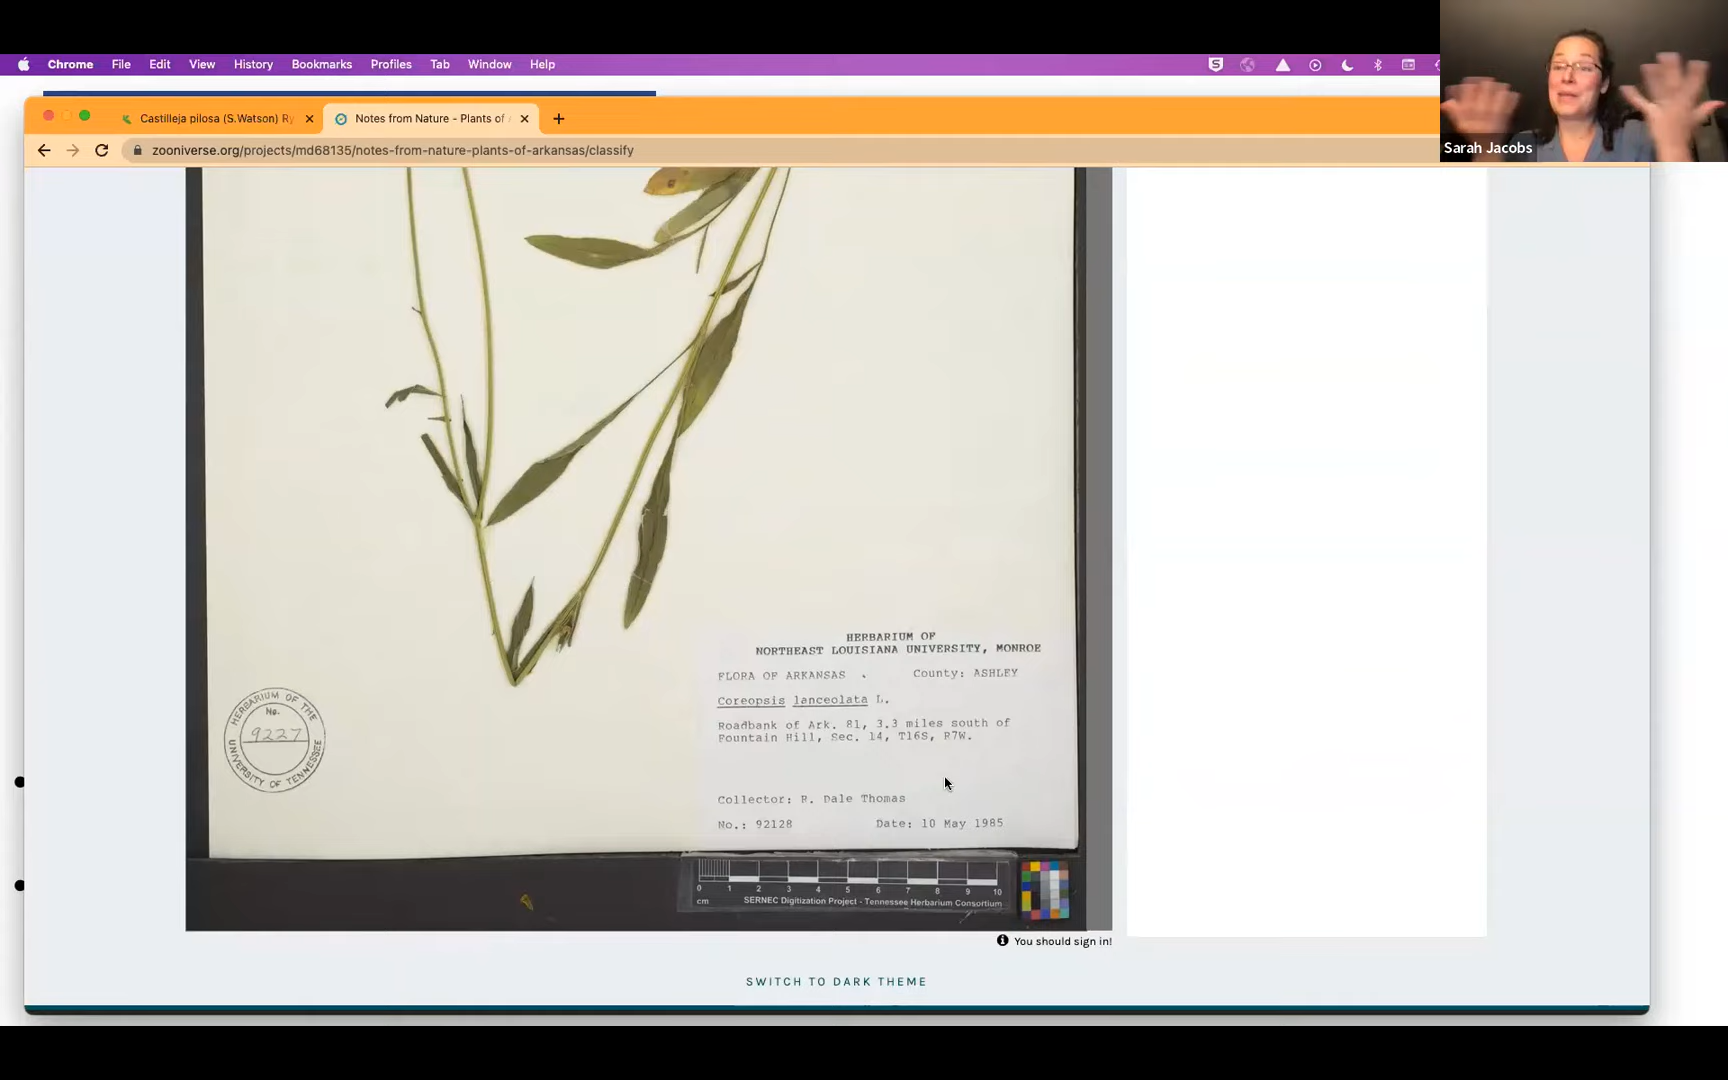 Chrome File Edit View History Bookmarks Profiles Tab Window Help
Castilleja pilosa (S.Watson) Ry
Notes from Nature - Plants of
zooniverse.org/projects/md68135/notes-from-nature-plants-of-arkansas/classify
Sarah Jacobs
HERBARIUM OF
NORTHEAST LOUISIANA UNIVERSITY, MONROE
FLORA OF ARKANSAS . County: ASHLEY
Coreopsis lanceolata L.
Roadbank of Ark. 81, 3.3 miles south of
Fountain Hill, Sec. 14, T16S, R7W.
Collector: R. Dale Thomas
No.: 92128 Date: 10 May 1985
HERBARIUM OF THE
No.
9227
UNIVERSITY OF TENNESSEE
0 1 2 3 4 5 6 7 8 9 10
cm SERNEC Digitization Project - Tennessee Herbarium Consortium
You should sign in!
SWITCH TO DARK THEME